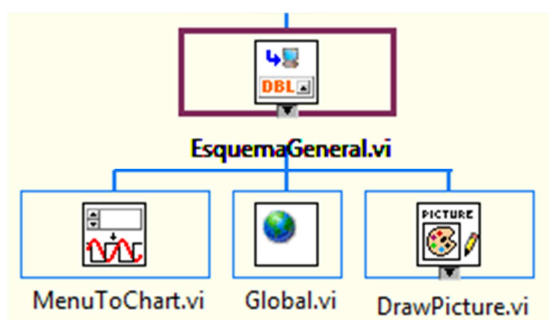 DBL
EsquemaGeneral.vi
PICTURE
MenuToChart.vi
Global.vi
DrawPicture.vi